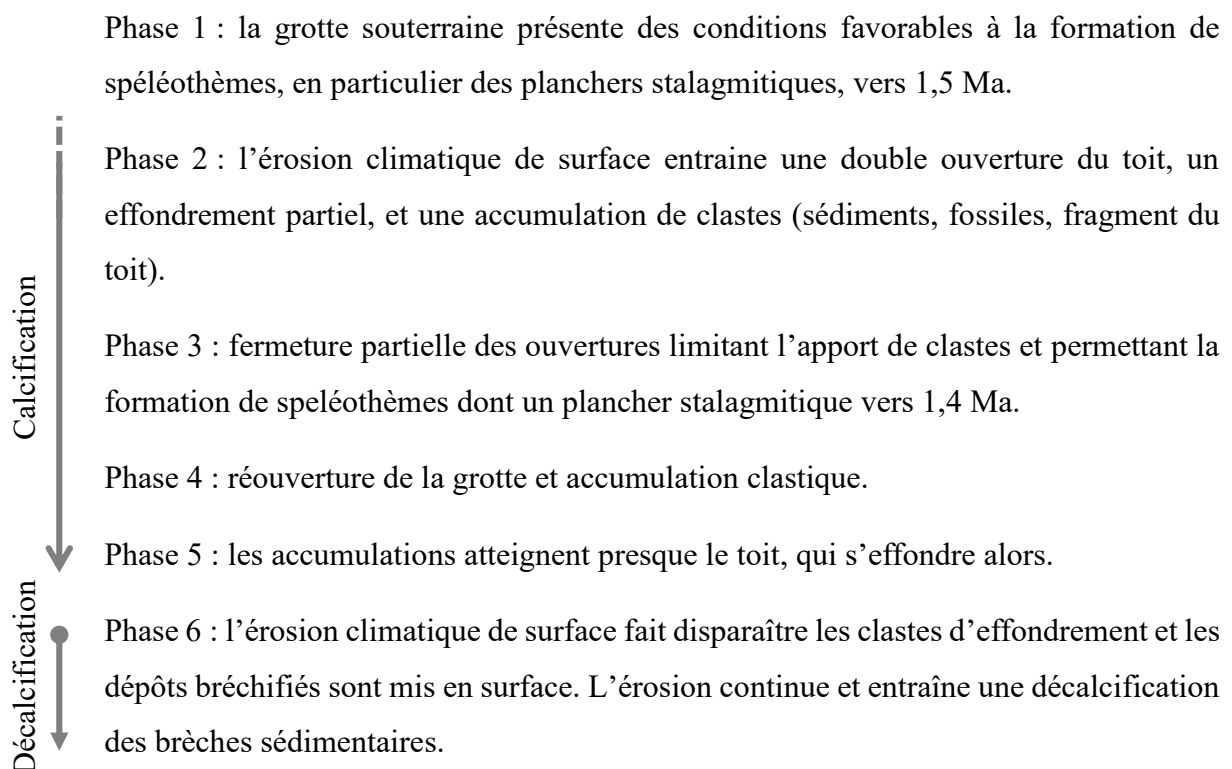 Phase 1 : la grotte souterraine présente des conditions favorables à la formation de
spéléothèmes, en particulier des planchers stalagmitiques, vers 1,5 Ma.
Phase 2 : l’érosion climatique de surface entraine une double ouverture du toit, un
effondrement partiel, et une accumulation de clastes (sédiments, fossiles, fragment du
toit).
Phase 3 : fermeture partielle des ouvertures limitant l’apport de clastes et permettant la
formation de speléothèmes dont un plancher stalagmitique vers 1,4 Ma.
Phase 4 : réouverture de la grotte et accumulation clastique.
Phase 5 : les accumulations atteignent presque le toit, qui s’effondre alors.
Phase 6 : l’érosion climatique de surface fait disparaître les clastes d’effondrement et les
dépôts bréchifiés sont mis en surface. L’érosion continue et entraîne une décalcification
des brèches sédimentaires.
Calcification
Décalcification